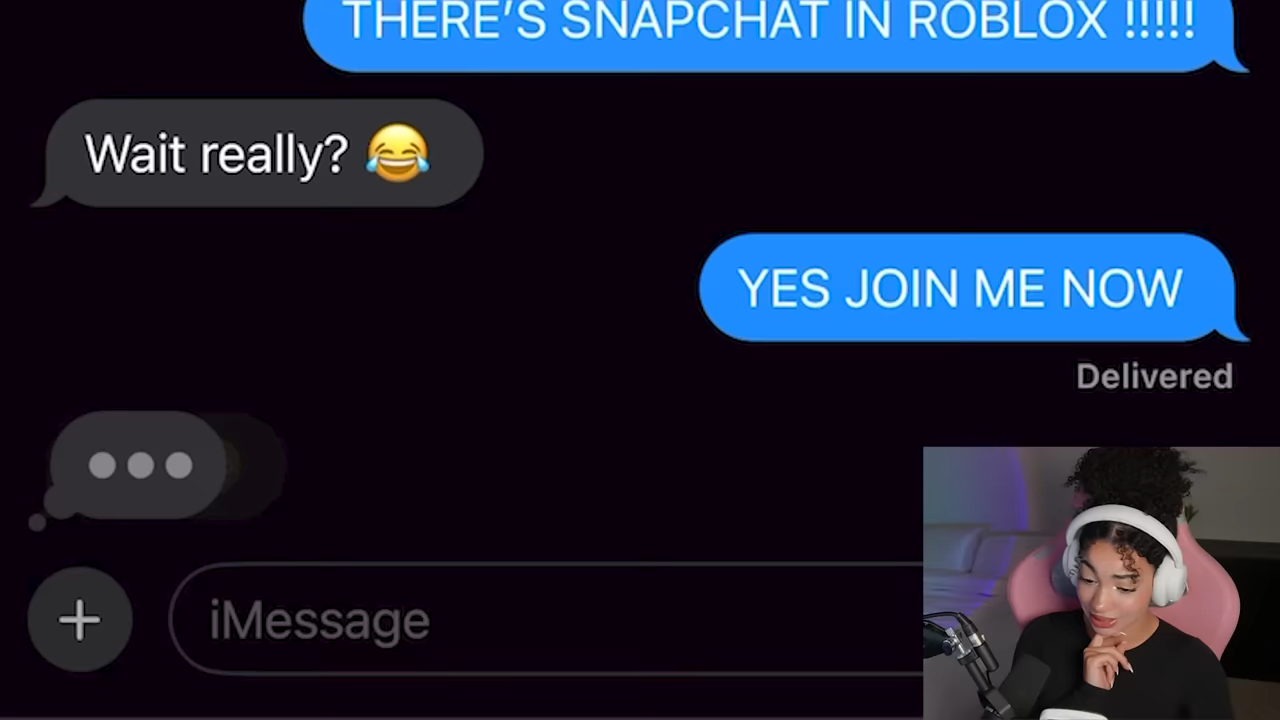 THERE’S SNAPCHAT IN ROBLOX !!!!!
Wait really? 😂
YES JOIN ME NOW
Delivered
iMessage